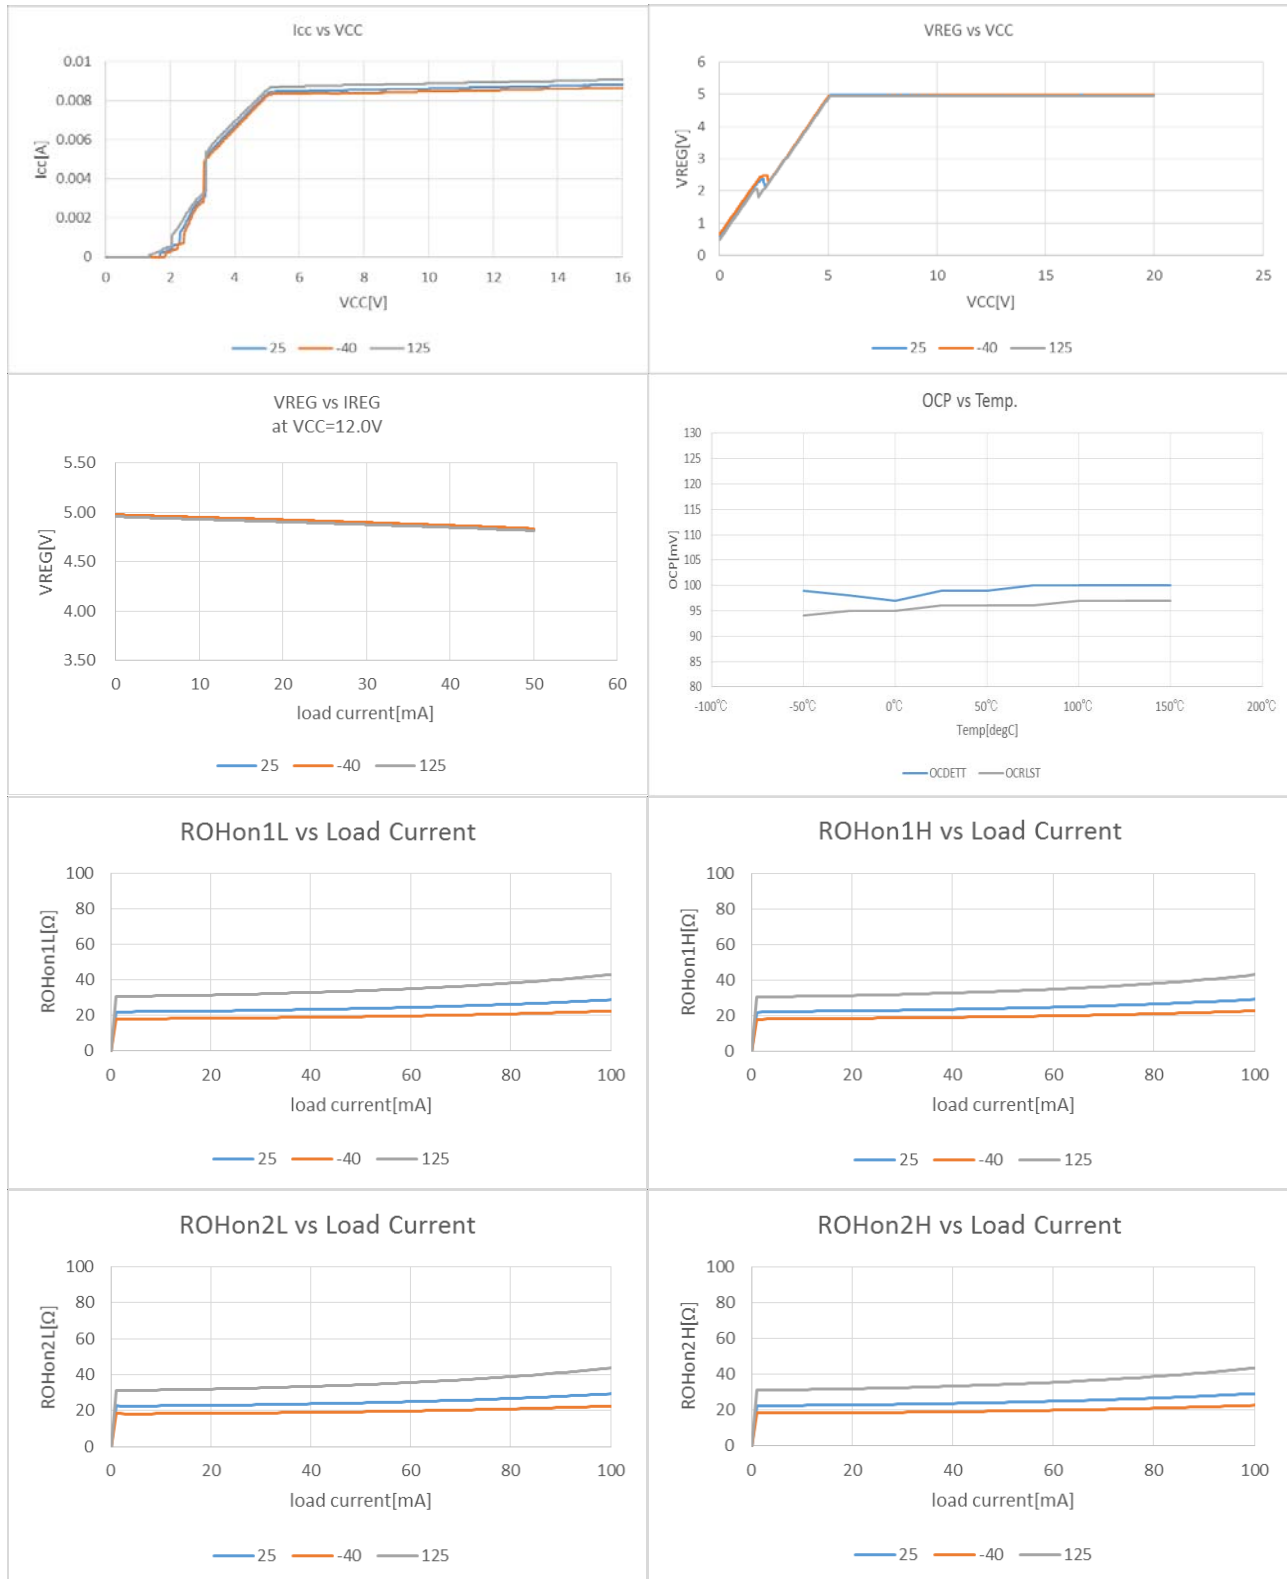 Icc vs VCC
0.01
0.008
0.006
0.004
0.002
0
Icc[A]
0 2 4 6 8 10 12 14 16
VCC[V]
25 -40 125
VREG vs VCC
6
5
4
3
2
1
0
VREG[V]
0 5 10 15 20 25
VCC[V]
25 -40 125
VREG vs IREG
at VCC=12.0V
5.50
5.00
4.50
4.00
3.50
VREG[V]
0 10 20 30 40 50 60
load current[mA]
25 -40 125
OCP vs Temp.
130
125
120
115
110
105
100
95
90
85
80
OCP[mV]
-100℃ -50℃ 0℃ 50℃ 100℃ 150℃ 200℃
Temp[degC]
OCDETT OCRLST
ROHon1L vs Load Current
100
80
60
40
20
0
ROHon1L[Ω]
0 20 40 60 80 100
load current[mA]
25 -40 125
ROHon1H vs Load Current
100
80
60
40
20
0
ROHon1H[Ω]
0 20 40 60 80 100
load current[mA]
25 -40 125
ROHon2L vs Load Current
100
80
60
40
20
0
ROHon2L[Ω]
0 20 40 60 80 100
load current[mA]
25 -40 125
ROHon2H vs Load Current
100
80
60
40
20
0
ROHon2H[Ω]
0 20 40 60 80 100
load current[mA]
25 -40 125